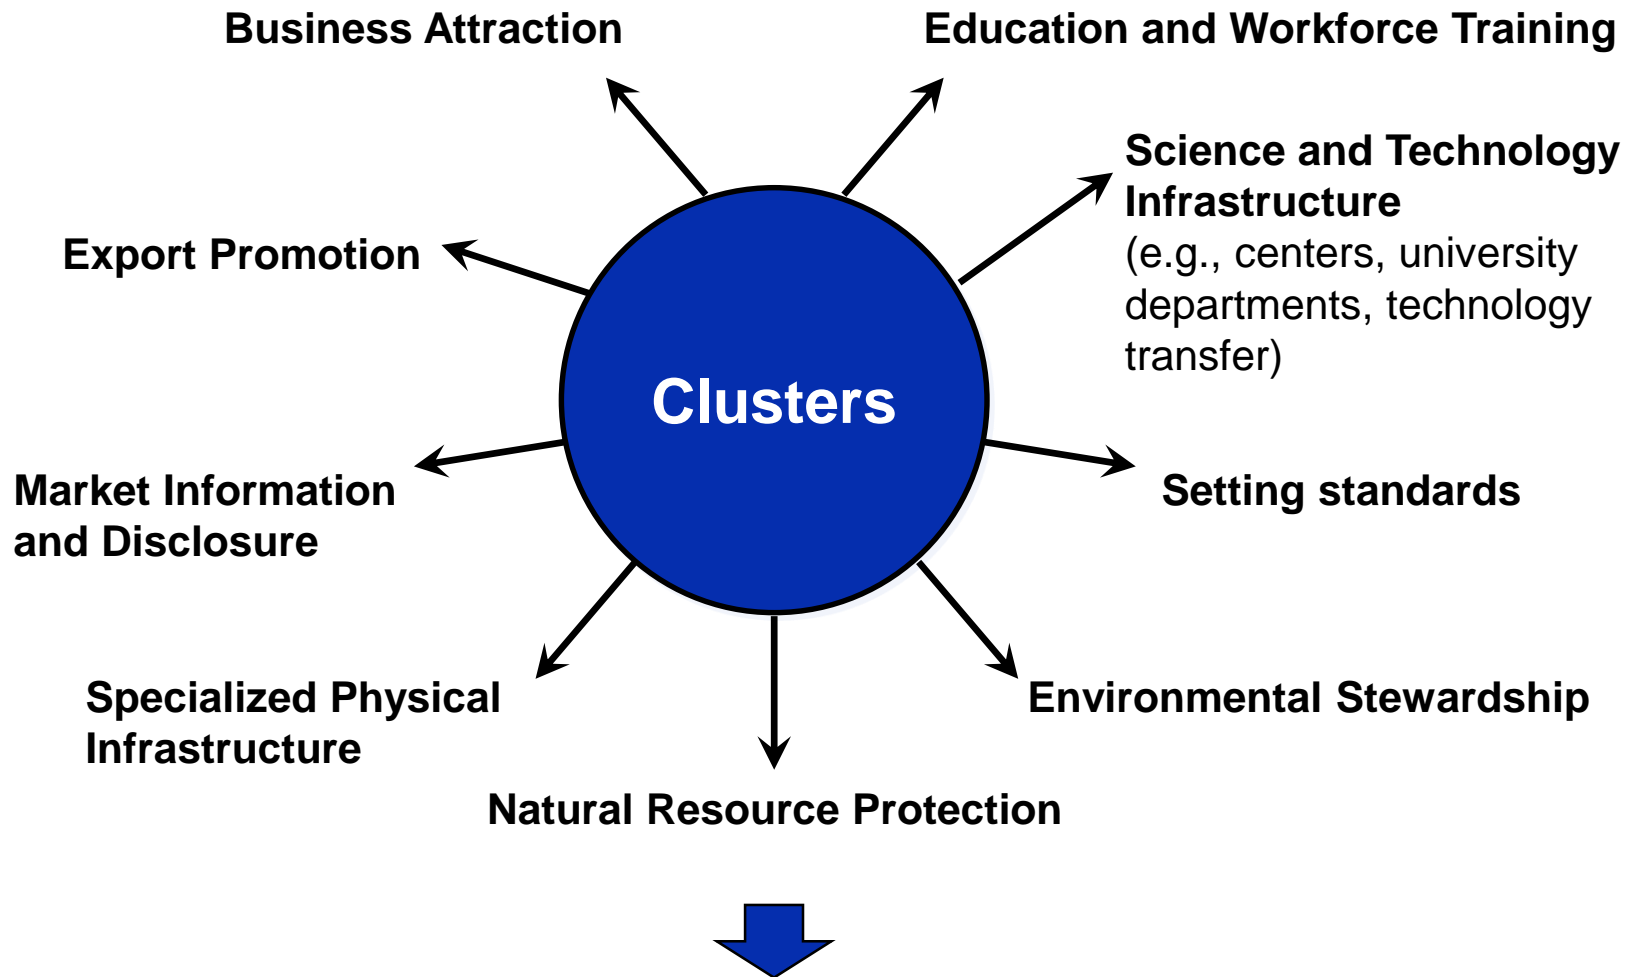 Business Attraction
Education and Workforce Training
Science and Technology
Infrastructure
(e.g., centers, university
departments, technology
transfer)
Export Promotion
Clusters
Market Information
and Disclosure
Setting standards
Specialized Physical
Infrastructure
Environmental Stewardship
Natural Resource Protection